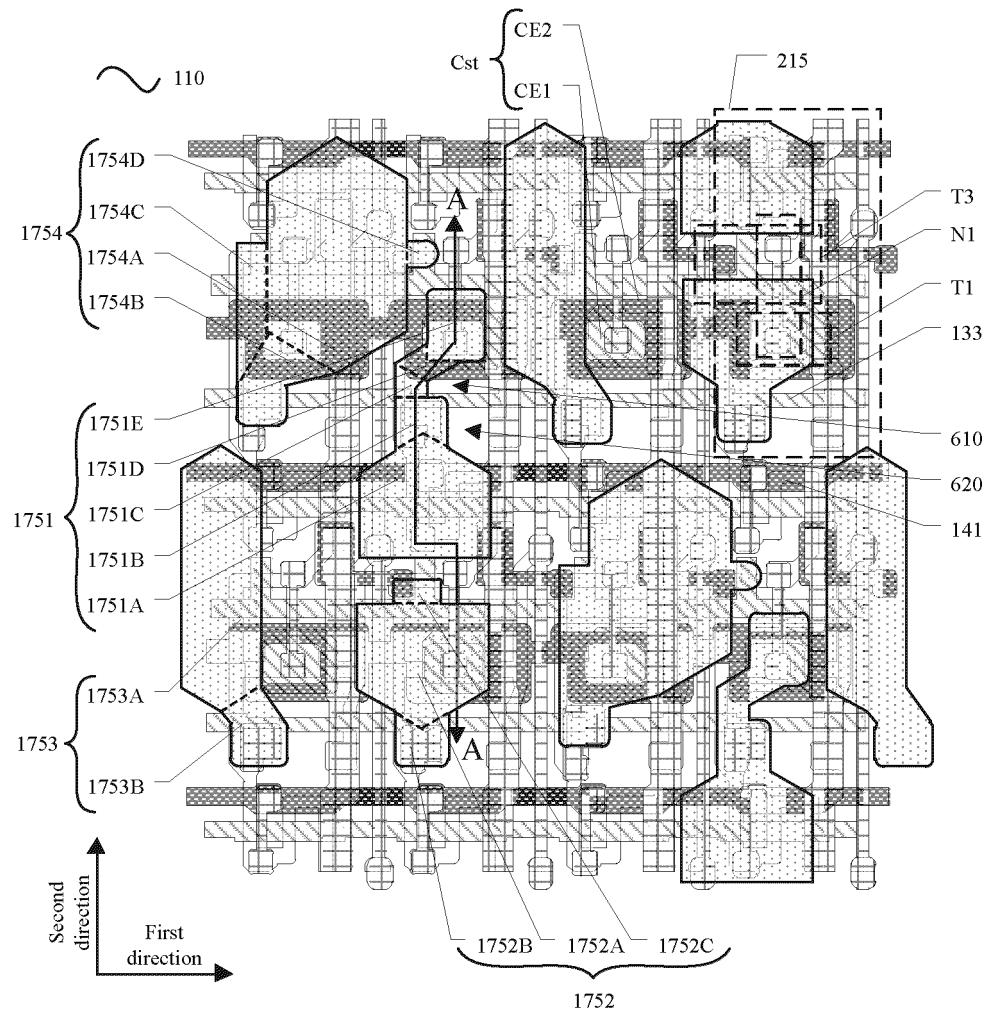 CE2
Cst
CE1
110
215
1754D
1754C
1754
1754A
1754B
A
T3
N1
T1
133
1751E
1751D
1751
1751C
1751B
1751A
610
620
141
1753A
1753
1753B
A
Second direction
First direction
1752B
1752A
1752C
1752